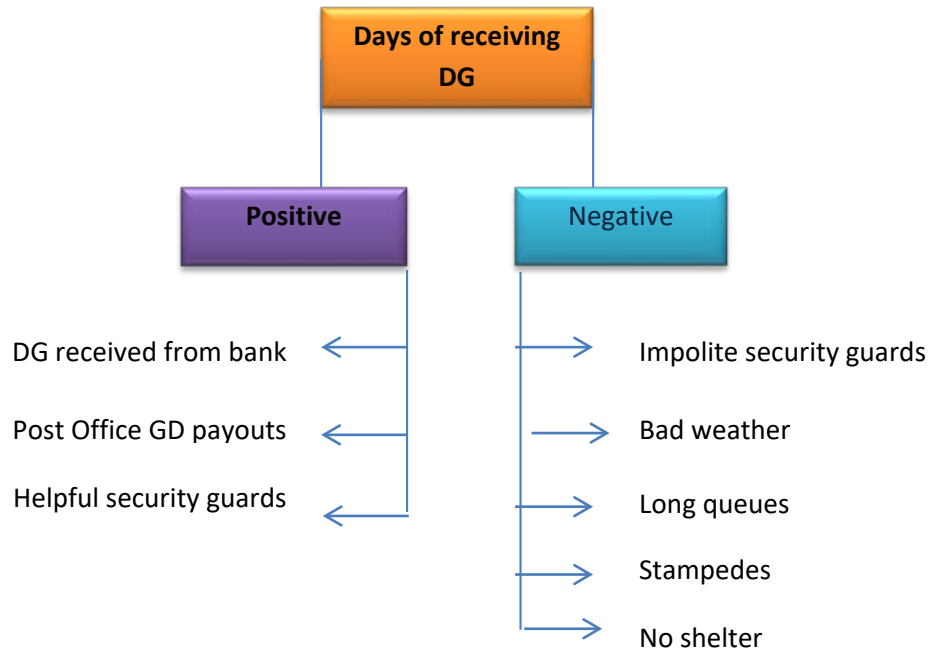 Days of receiving
DG
Positive
Negative
DG received from bank
Post Office GD payouts
Helpful security guards
Impolite security guards
Bad weather
Long queues
Stampedes
No shelter